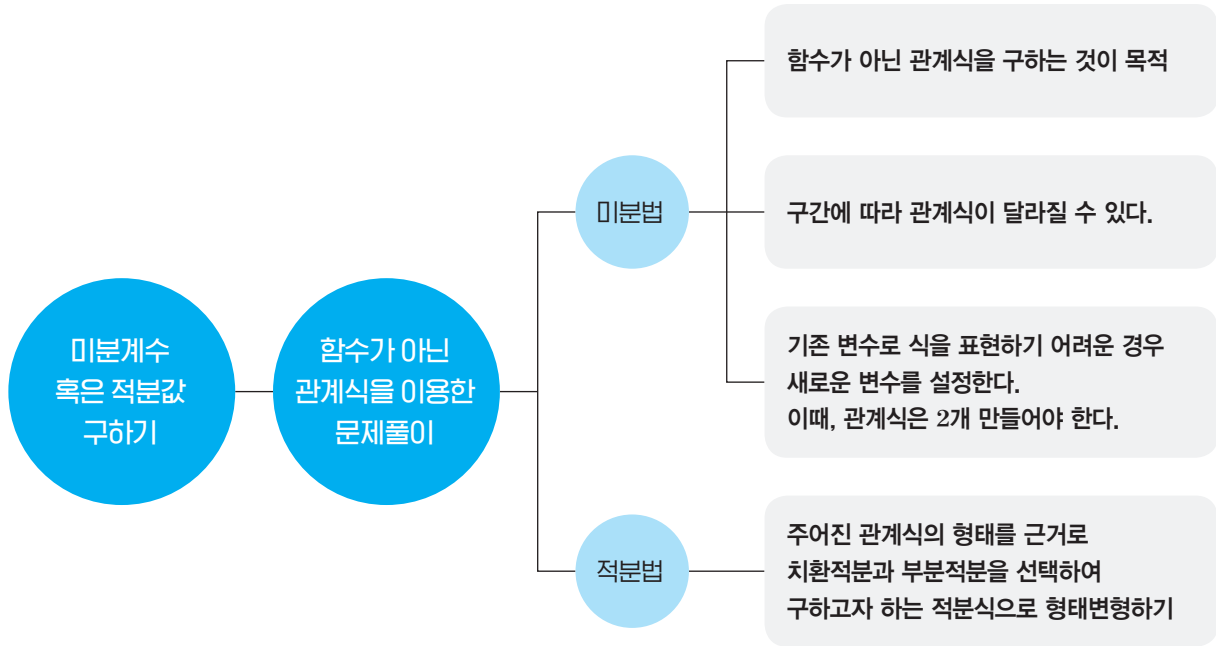 미분계수
혹은 적분값
구하기
함수가 아닌
관계식을 이용한
문제풀이
미분법
함수가 아닌 관계식을 구하는 것이 목적
구간에 따라 관계식이 달라질 수 있다.
기존 변수로 식을 표현하기 어려운 경우
새로운 변수를 설정한다.
이때, 관계식은 2개 만들어야 한다.
적분법
주어진 관계식의 형태를 근거로
치환적분과 부분적분을 선택하여
구하고자 하는 적분식으로 형태변형하기